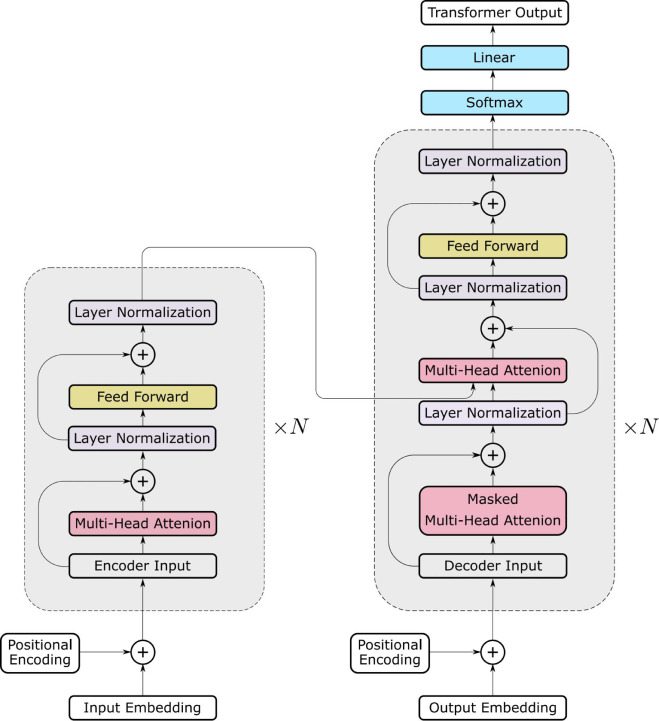 Transformer Output
Linear
Softmax
Layer Normalization
Feed Forward
Layer Normalization
Multi-Head Attenion
Layer Normalization
Masked
Multi-Head Attenion
Decoder Input
×N
Positional
Encoding
Output Embedding
Layer Normalization
Feed Forward
Layer Normalization
Multi-Head Attenion
Encoder Input
×N
Positional
Encoding
Input Embedding